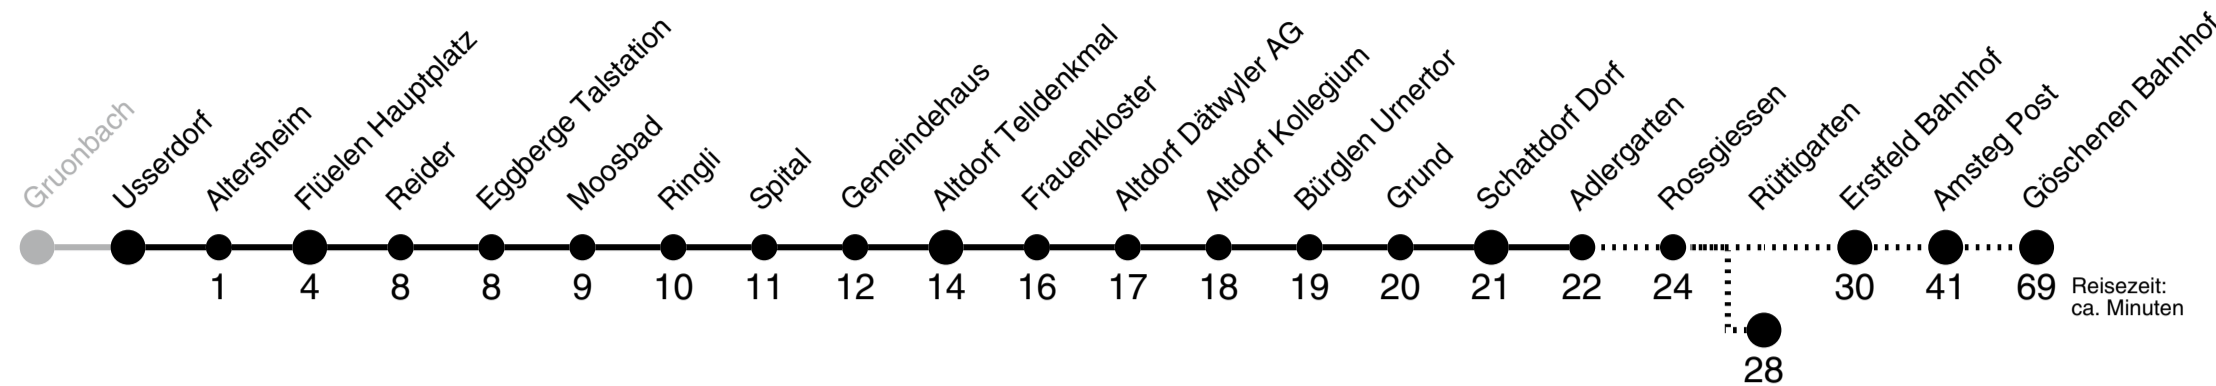 Gruonbach
Usserdorf
Altersheim
Flüelen Hauptplatz
Reider
Eggberge Talstation
Moosbad
Ringli
Spital
Gemeindehaus
Altdorf Telldenkmal
Frauenkloster
Altdorf Dätwyler AG
Altdorf Kollegium
Bürglen Urnertor
Grund
Schattdorf Dorf
Adlergarten
Rossgiessen
Rüttigarten
Erstfeld Bahnhof
Amsteg Post
Göschenen Bahnhof
1 4 8 8 9 10 11 12 14 16 17 18 19 20 21 22 24 30 41 69
Reisezeit:
ca. Minuten
28